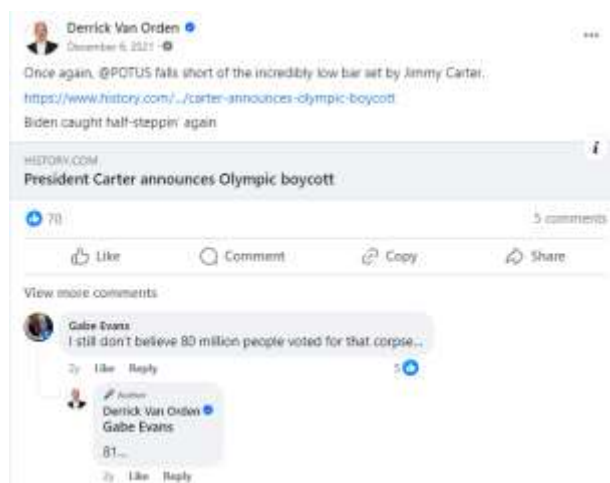 Derrick Van Orden
December 6, 2021 ·
Once again, @POTUS falls short of the incredibly low bar set by Jimmy Carter.
https://www.history.com/.../carter-announces-olympic-boycott
Biden caught half-steppin' again
HISTORY.COM
President Carter announces Olympic boycott
70
5 comments
Like
Comment
Copy
Share
View more comments
Gabe Evans
I still don't believe 80 million people voted for that corpse...
2y Like Reply
5
Author
Derrick Van Orden
Gabe Evans
81...
2y Like Reply